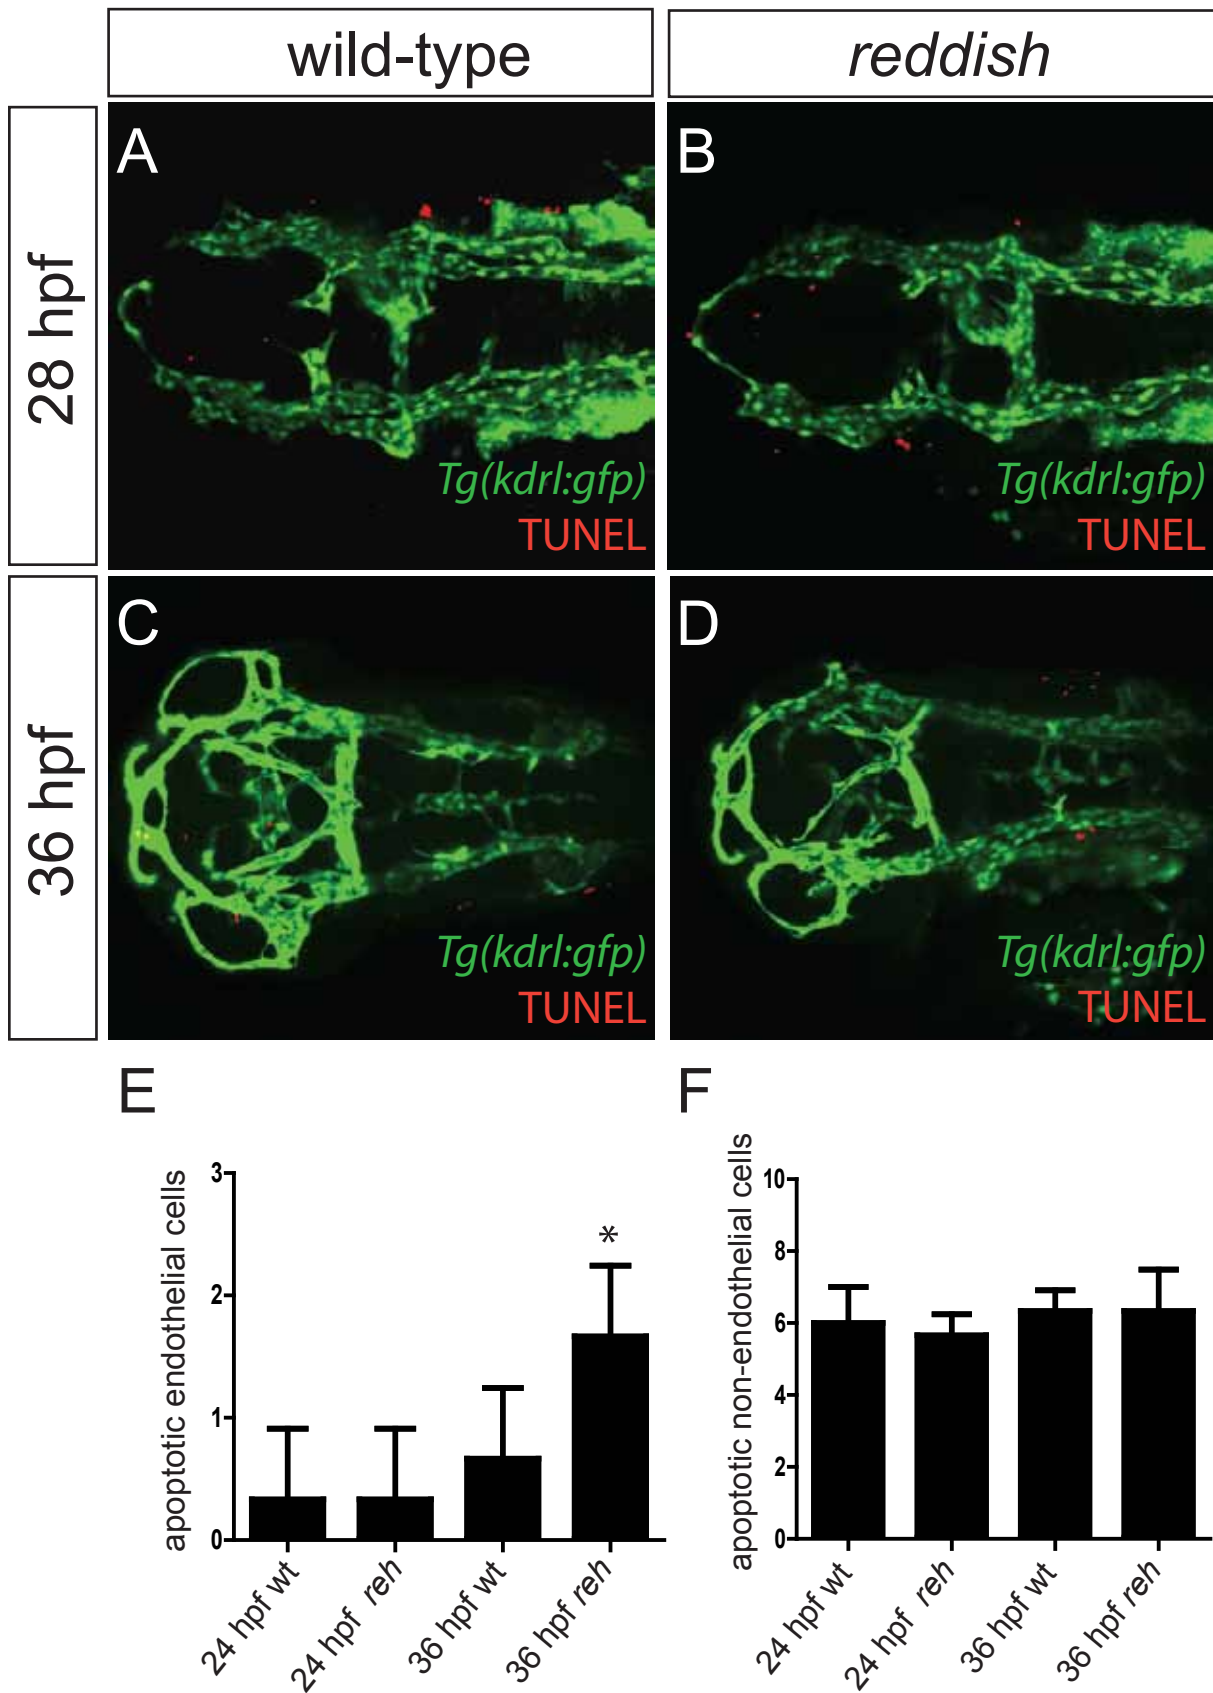 wild-type
reddish
28 hpf
A
Tg(kdrl:gfp)
TUNEL
B
Tg(kdrl:gfp)
TUNEL
36 hpf
C
Tg(kdrl:gfp)
TUNEL
D
Tg(kdrl:gfp)
TUNEL
E
apoptotic endothelial cells
3
2
1
0
*
24 hpf wt
24 hpf reh
36 hpf wt
36 hpf reh
F
apoptotic non-endothelial cells
10
8
6
4
2
0
24 hpf wt
24 hpf reh
36 hpf wt
36 hpf reh